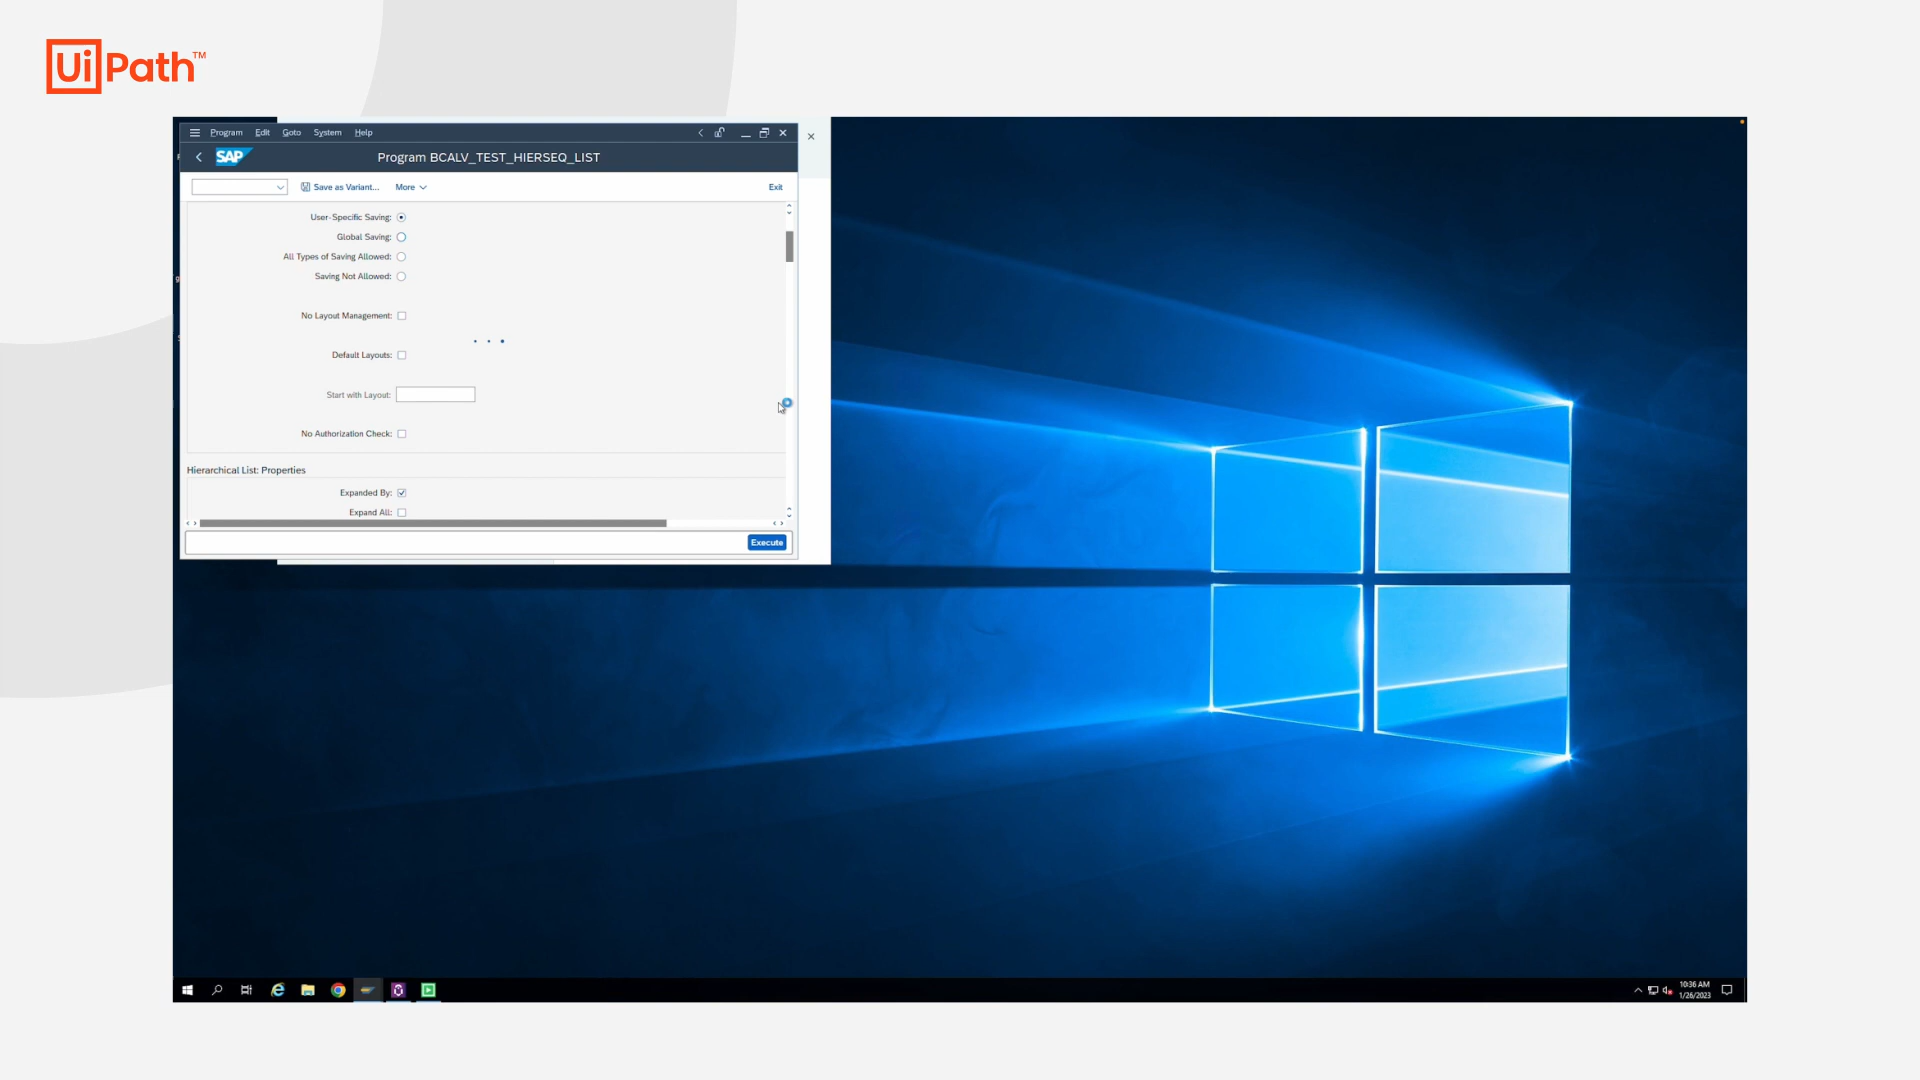 UiPath™
Program Edit Goto System Help
SAP
Program BCALV_TEST_HIERSEQ_LIST
Save as Variant... More
Exit
User-Specific Saving:
Global Saving:
All Types of Saving Allowed:
Saving Not Allowed:
No Layout Management:
Default Layouts:
Start with Layout:
No Authorization Check:
Hierarchical List: Properties
Expanded By:
Expand All:
Execute
10:36 AM
1/26/2023